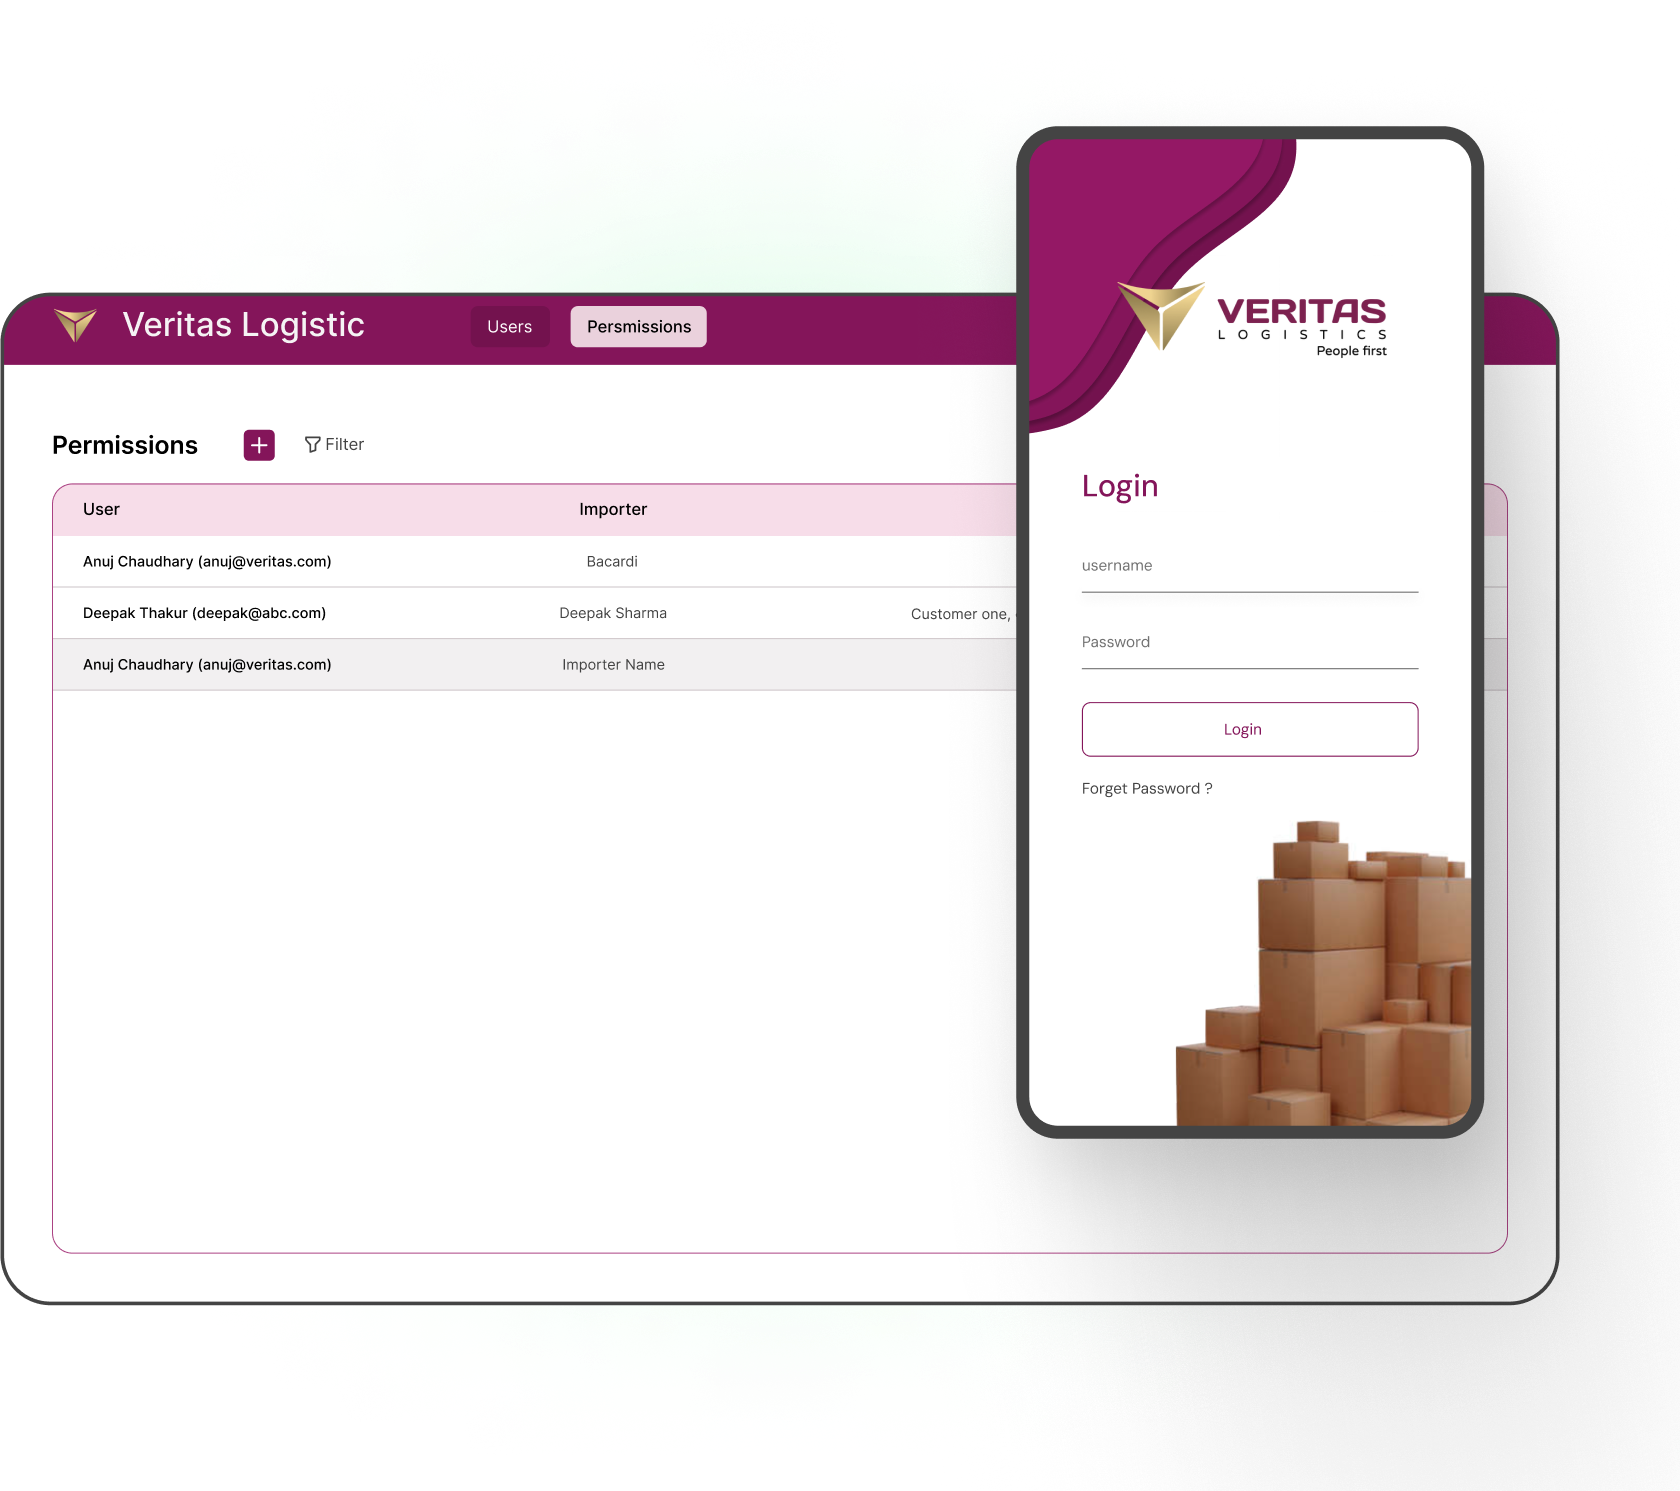 Veritas Logistic
Users
Persmissions
Permissions
Filter
User Importer
Anuj Chaudhary (anuj@veritas.com) Bacardi
Deepak Thakur (deepak@abc.com) Deepak Sharma Customer one,
Anuj Chaudhary (anuj@veritas.com) Importer Name
VERITAS
LOGISTICS
People first
Login
username
Password
Login
Forget Password ?